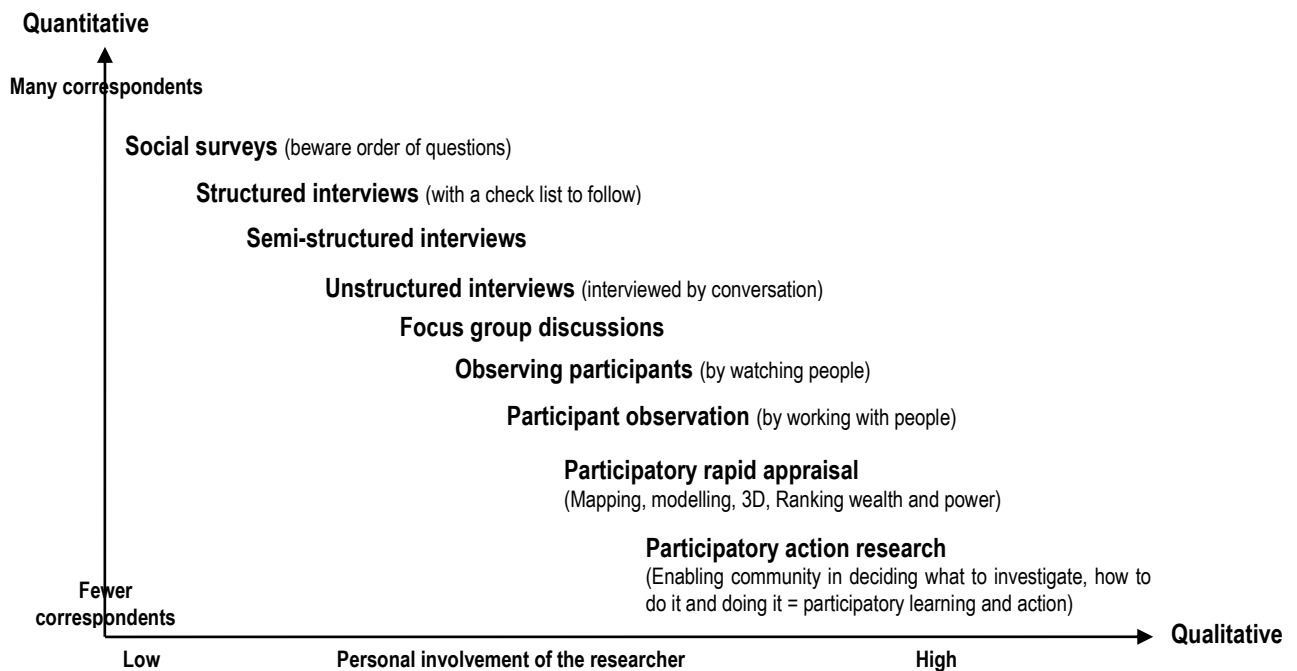 Quantitative
Many correspondents
Social surveys (beware order of questions)
Structured interviews (with a check list to follow)
Semi-structured interviews
Unstructured interviews (interviewed by conversation)
Focus group discussions
Observing participants (by watching people)
Participant observation (by working with people)
Participatory rapid appraisal
(Mapping, modelling, 3D, Ranking wealth and power)
Participatory action research
(Enabling community in deciding what to investigate, how to
do it and doing it = participatory learning and action)
Fewer
correspondents
Qualitative
Low Personal involvement of the researcher High